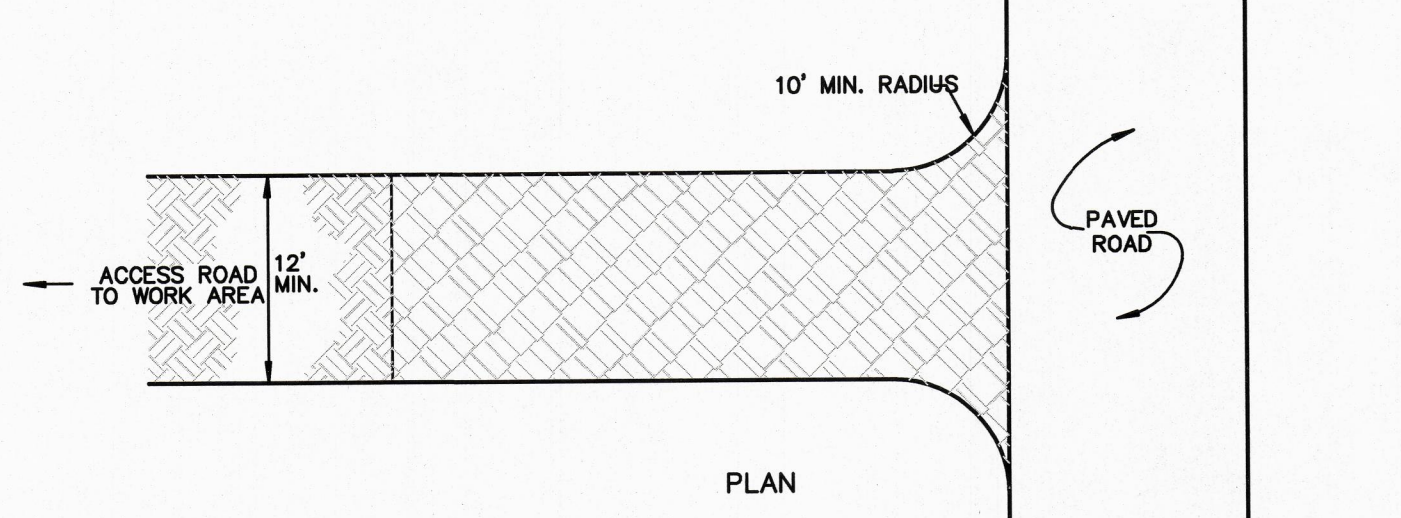 10' MIN. RADIUS
PAVED
ROAD
ACCESS ROAD
TO WORK AREA
12'
MIN.
PLAN